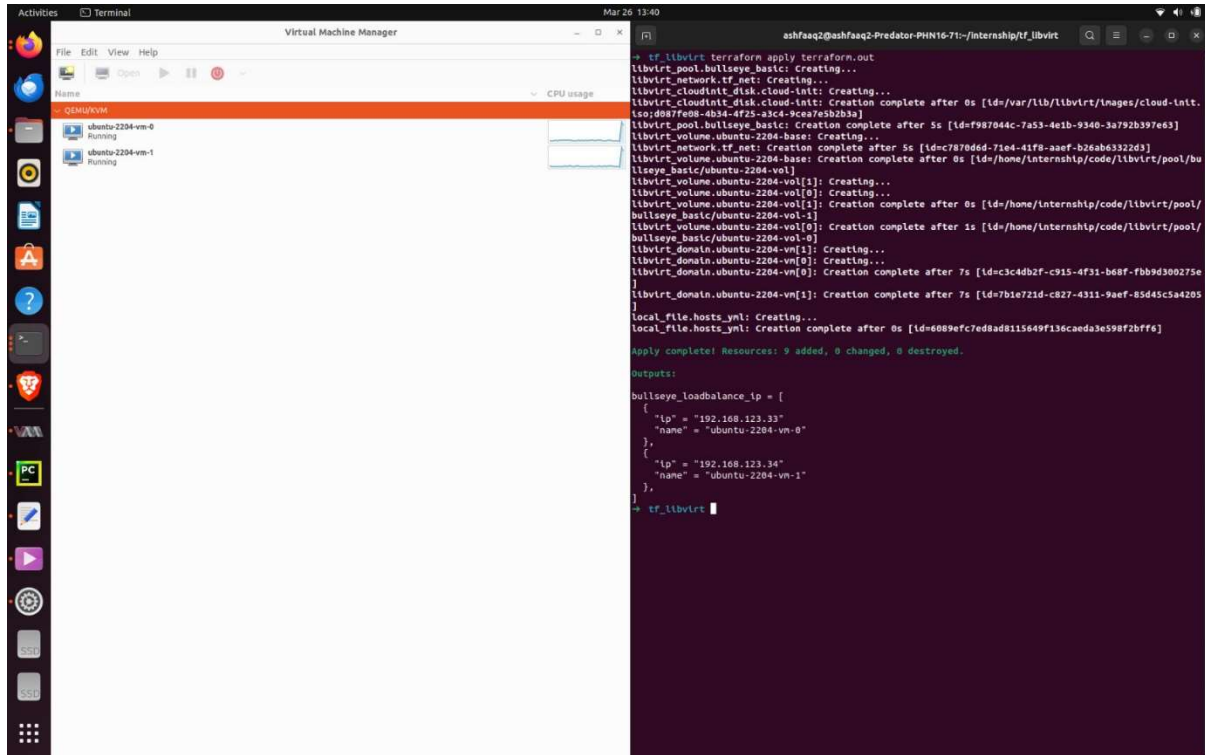 Activities
Terminal
Mar 26 13:40
Virtual Machine Manager
File Edit View Help
Open
Name
CPU usage
QEMU/KVM
ubuntu-2204-vm-0
Running
ubuntu-2204-vm-1
Running
PC
SSD
SSD
ashfaaq2@ashfaaq2-Predator-PHN16-71:~/internship/tf_libvirt
→ tf_libvirt terraform apply terraform.out
libvirt_pool.bullseye_basic: Creating...
libvirt_network.tf_net: Creating...
libvirt_cloudinit_disk.cloud-init: Creating...
libvirt_cloudinit_disk.cloud-init: Creation complete after 0s [id=/var/lib/libvirt/images/cloud-init.
iso;d087fe08-4b34-4f25-a3c4-9cea7e5b2b3a]
libvirt_pool.bullseye_basic: Creation complete after 5s [id=f987044c-7a53-4e1b-9340-3a792b397e63]
libvirt_volume.ubuntu-2204-base: Creating...
libvirt_network.tf_net: Creation complete after 5s [id=c7870d6d-71e4-41f8-aaef-b26ab63322d3]
libvirt_volume.ubuntu-2204-base: Creation complete after 0s [id=/home/internship/code/libvirt/pool/bu
llseye_basic/ubuntu-2204-vol]
libvirt_volume.ubuntu-2204-vol[1]: Creating...
libvirt_volume.ubuntu-2204-vol[0]: Creating...
libvirt_volume.ubuntu-2204-vol[1]: Creation complete after 0s [id=/home/internship/code/libvirt/pool/
bullseye_basic/ubuntu-2204-vol-1]
libvirt_volume.ubuntu-2204-vol[0]: Creation complete after 1s [id=/home/internship/code/libvirt/pool/
bullseye_basic/ubuntu-2204-vol-0]
libvirt_domain.ubuntu-2204-vm[1]: Creating...
libvirt_domain.ubuntu-2204-vm[0]: Creating...
libvirt_domain.ubuntu-2204-vm[0]: Creation complete after 7s [id=c3c4db2f-c915-4f31-b68f-fbb9d300275e
]
libvirt_domain.ubuntu-2204-vm[1]: Creation complete after 7s [id=7b1e721d-c827-4311-9aef-85d45c5a4205
]
local_file.hosts_yml: Creating...
local_file.hosts_yml: Creation complete after 0s [id=6089efc7ed8ad8115649f136caeda3e598f2bff6]
Apply complete! Resources: 9 added, 0 changed, 0 destroyed.
Outputs:
bullseye_loadbalance_ip = [
{
"ip" = "192.168.123.33"
"name" = "ubuntu-2204-vm-0"
},
{
"ip" = "192.168.123.34"
"name" = "ubuntu-2204-vm-1"
},
]
→ tf_libvirt